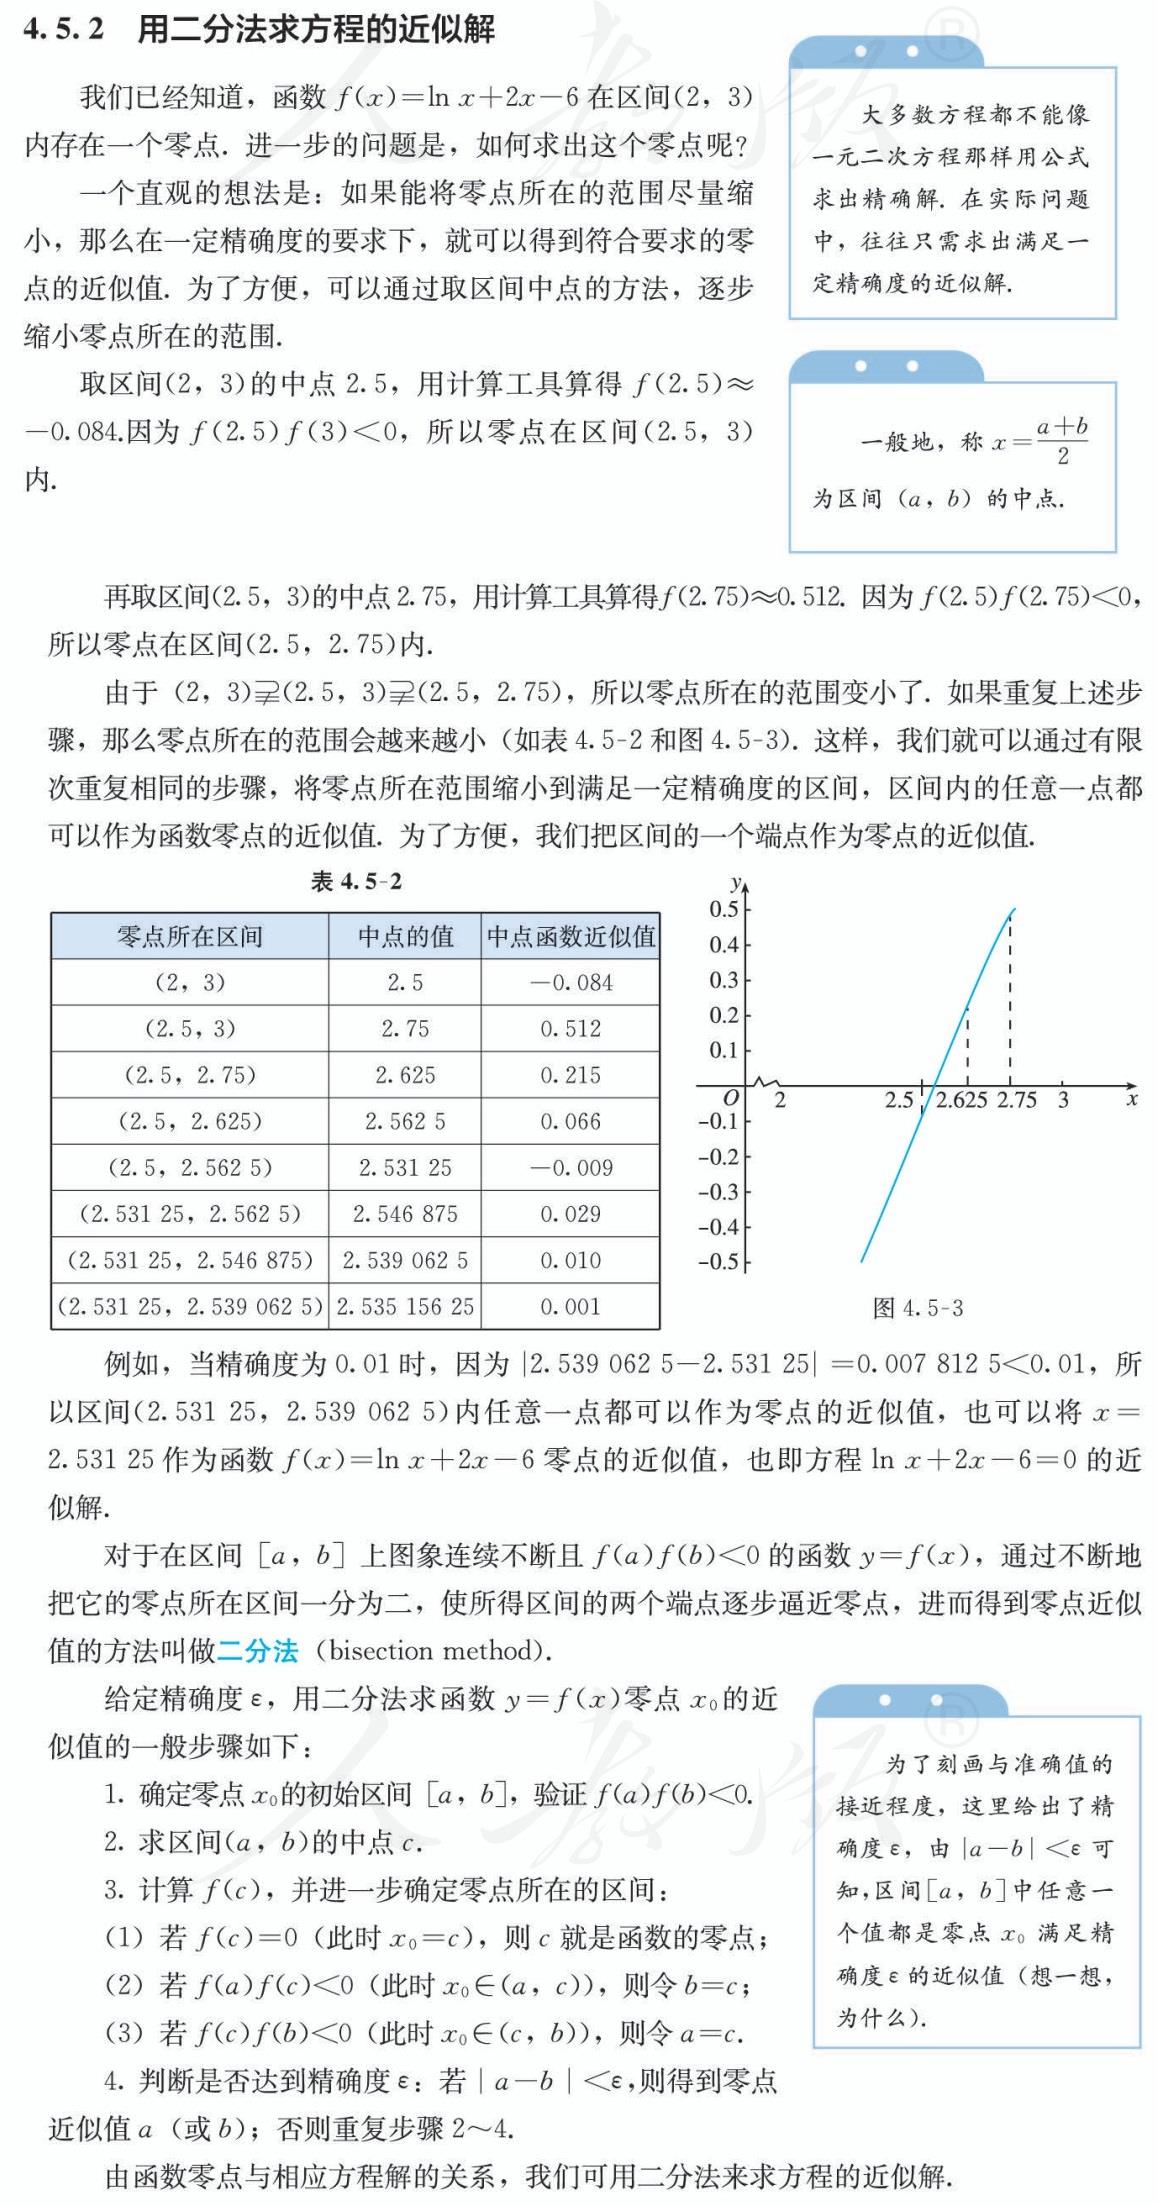 4.5.2 用二分法求方程的近似解
我们已经知道，函数 f(x)=ln x+2x−6 在区间(2，3)
内存在一个零点. 进一步的问题是，如何求出这个零点呢？
一个直观的想法是：如果能将零点所在的范围尽量缩
小，那么在一定精确度的要求下，就可以得到符合要求的零
点的近似值. 为了方便，可以通过取区间中点的方法，逐步
缩小零点所在的范围.
取区间(2，3)的中点 2.5，用计算工具算得 f(2.5)≈
−0.084.因为 f(2.5)f(3)<0，所以零点在区间(2.5，3)
内.
大多数方程都不能像
一元二次方程那样用公式
求出精确解. 在实际问题
中，往往只需求出满足一
定精确度的近似解.
一般地，称 x=(a+b)/2
为区间（a，b）的中点.
再取区间(2.5，3)的中点 2.75，用计算工具算得f(2.75)≈0.512. 因为 f(2.5)f(2.75)<0，
所以零点在区间(2.5，2.75)内.
由于（2，3)⫌(2.5，3)⫌(2.5，2.75)，所以零点所在的范围变小了. 如果重复上述步
骤，那么零点所在的范围会越来越小（如表 4.5-2 和图 4.5-3）. 这样，我们就可以通过有限
次重复相同的步骤，将零点所在范围缩小到满足一定精确度的区间，区间内的任意一点都
可以作为函数零点的近似值. 为了方便，我们把区间的一个端点作为零点的近似值.
表 4.5-2
零点所在区间 中点的值 中点函数近似值
(2，3) 2.5 −0.084
(2.5，3) 2.75 0.512
(2.5，2.75) 2.625 0.215
(2.5，2.625) 2.562 5 0.066
(2.5，2.562 5) 2.531 25 −0.009
(2.531 25，2.562 5) 2.546 875 0.029
(2.531 25，2.546 875) 2.539 062 5 0.010
(2.531 25，2.539 062 5) 2.535 156 25 0.001
y
0.5
0.4
0.3
0.2
0.1
O 2 2.5 2.625 2.75 3 x
−0.1
−0.2
−0.3
−0.4
−0.5
图 4.5-3
例如，当精确度为 0.01 时，因为 |2.539 062 5−2.531 25| =0.007 812 5<0.01，所
以区间(2.531 25，2.539 062 5)内任意一点都可以作为零点的近似值，也可以将 x=
2.531 25 作为函数 f(x)=ln x+2x−6 零点的近似值，也即方程 ln x+2x−6=0 的近
似解.
对于在区间［a，b］上图象连续不断且 f(a)f(b)<0 的函数 y=f(x)，通过不断地
把它的零点所在区间一分为二，使所得区间的两个端点逐步逼近零点，进而得到零点近似
值的方法叫做二分法（bisection method）.
给定精确度 ε，用二分法求函数 y=f(x)零点 x₀的近
似值的一般步骤如下：
1. 确定零点 x₀的初始区间［a，b］，验证 f(a)f(b)<0.
2. 求区间(a，b)的中点 c.
3. 计算 f(c)，并进一步确定零点所在的区间：
（1）若 f(c)=0（此时 x₀=c），则 c 就是函数的零点；
（2）若 f(a)f(c)<0（此时 x₀∈(a，c)），则令 b=c；
（3）若 f(c)f(b)<0（此时 x₀∈(c，b)），则令 a=c.
4. 判断是否达到精确度 ε：若｜a−b｜<ε,则得到零点
近似值 a（或 b）；否则重复步骤 2～4.
由函数零点与相应方程解的关系，我们可用二分法来求方程的近似解.
为了刻画与准确值的
接近程度，这里给出了精
确度 ε，由 |a−b| <ε 可
知,区间[a，b]中任意一
个值都是零点 x₀ 满足精
确度 ε 的近似值（想一想，
为什么）.
人教版®
人教版®